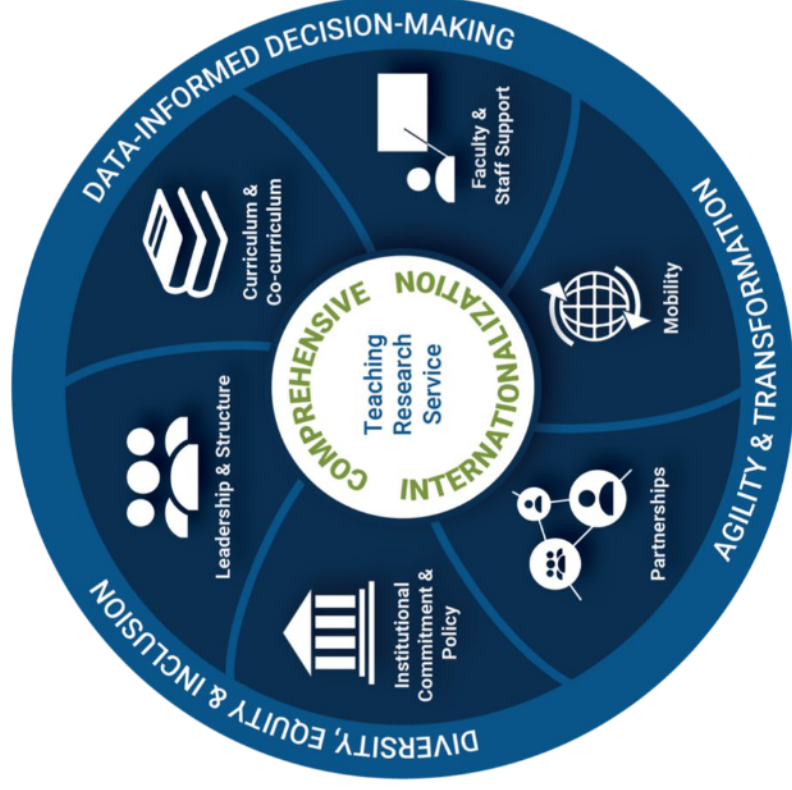 DIVERSITY, EQUITY & INCLUSION
DATA-INFORMED DECISION-MAKING
AGILITY & TRANSFORMATION
Institutional
Commitment &
Policy
Leadership & Structure
Curriculum &
Co-curriculum
Faculty &
Staff Support
Mobility
Partnerships
COMPREHENSIVE
INTERNATIONALIZATION
Teaching
Research
Service